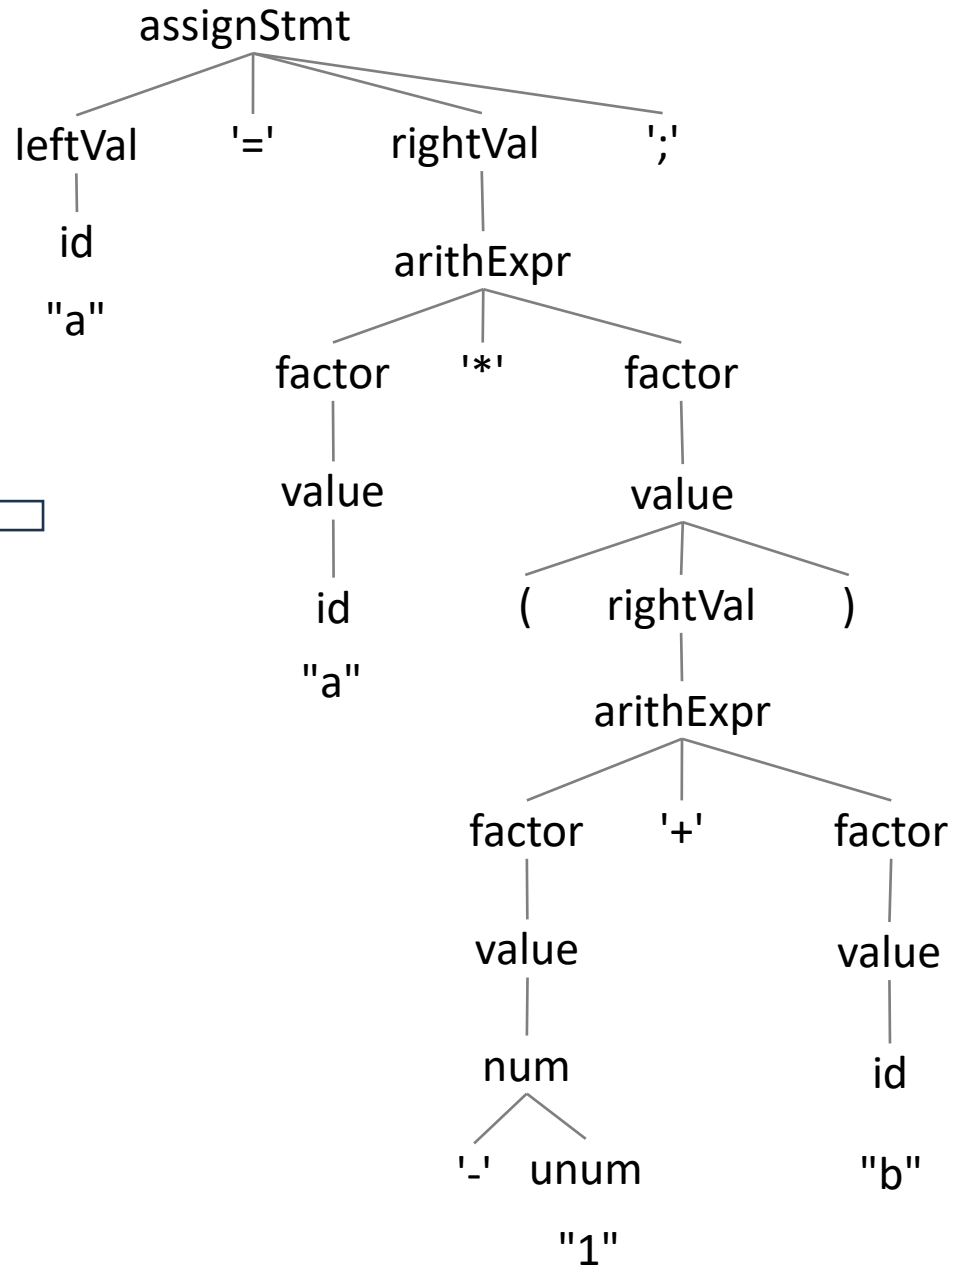 assignStmt
leftVal '=' rightVal ';'
id
arithExpr
"a"
factor '*' factor
value value
id ( rightVal )
"a"
arithExpr
factor '+' factor
value value
num id
'-' unum "b"
"1"